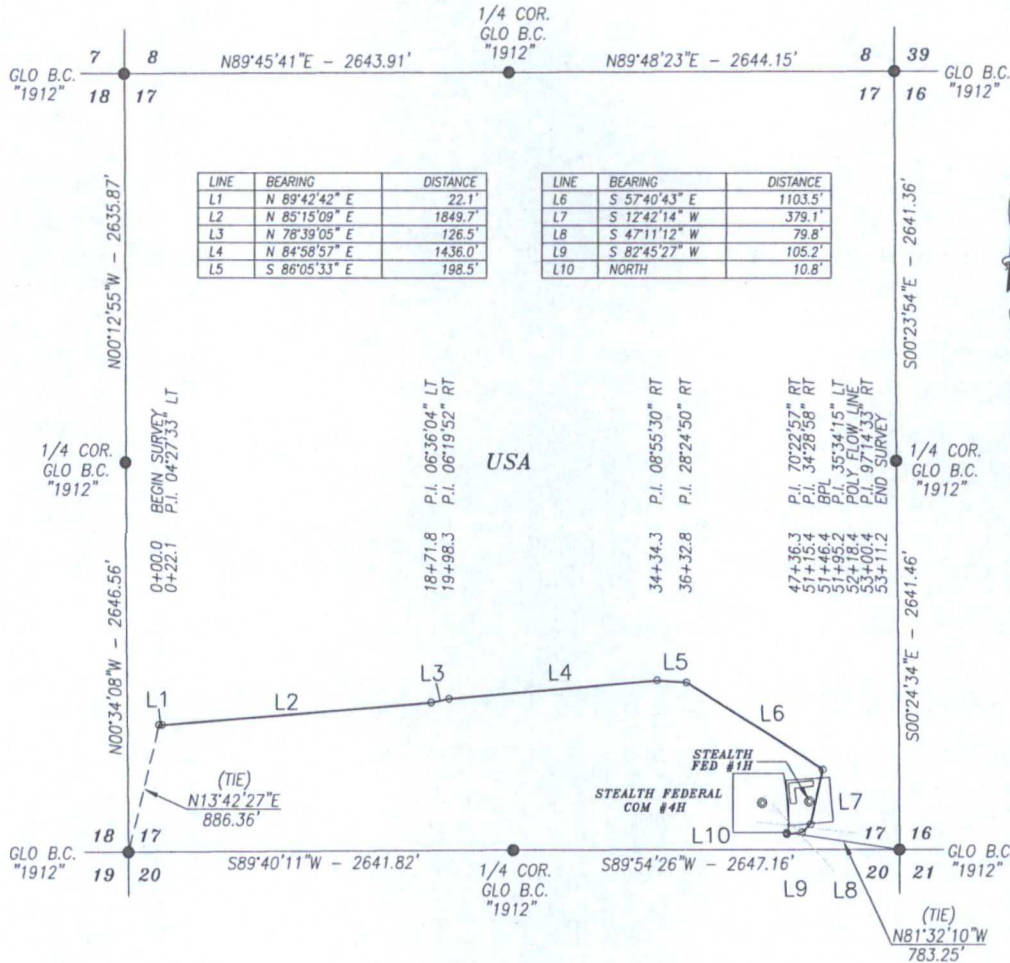 1/4 COR.
GLO B.C.
"1912"
7 8
N89°45'41"E - 2643.91'
N89°48'23"E - 2644.15'
8 39
GLO B.C.
"1912"
18 17
17 16
GLO B.C.
"1912"
LINE BEARING DISTANCE
L1 N 89°42'42" E 22.1'
L2 N 85°15'09" E 1849.7'
L3 N 78°39'05" E 126.5'
L4 N 84°58'57" E 1436.0'
L5 S 86°05'33" E 198.5'
LINE BEARING DISTANCE
L6 S 57°40'43" E 1103.5'
L7 S 12°42'14" W 379.1'
L8 S 47°11'12" W 79.8'
L9 S 82°45'27" W 105.2'
L10 NORTH 10.8'
N00°12'55"W - 2635.87'
S00°23'54"E - 2641.36'
1/4 COR.
GLO B.C.
"1912"
USA
1/4 COR.
GLO B.C.
"1912"
0+00.0 BEGIN SURVEY
0+22.1 P.I. 04°27'33" LT
18+71.8 P.I. 06°36'04" LT
19+98.3 P.I. 06°19'52" RT
34+34.3 P.I. 08°55'30" RT
36+32.8 P.I. 28°24'50" RT
47+36.3 P.I. 70°22'57" RT
51+15.4 P.I. 34°28'58" RT
51+46.4 BPL
51+95.2 P.I. 35°34'15" LT
52+18.4 POLY FLOW LINE
53+00.4 P.I. 97°14'33" RT
53+11.2 END SURVEY
N00°34'08"W - 2646.56'
S00°24'34"E - 2641.46'
L1
L2
L3
L4
L5
L6
(TIE)
N13°42'27"E
886.36'
STEALTH
FED #1H
STEALTH FEDERAL
COM #4H
L7
L10
18 17
17 16
GLO B.C.
"1912"
19 20
S89°40'11"W - 2641.82'
1/4 COR.
GLO B.C.
"1912"
S89°54'26"W - 2647.16'
20 21
GLO B.C.
"1912"
L9
L8
(TIE)
N81°32'10"W
783.25'